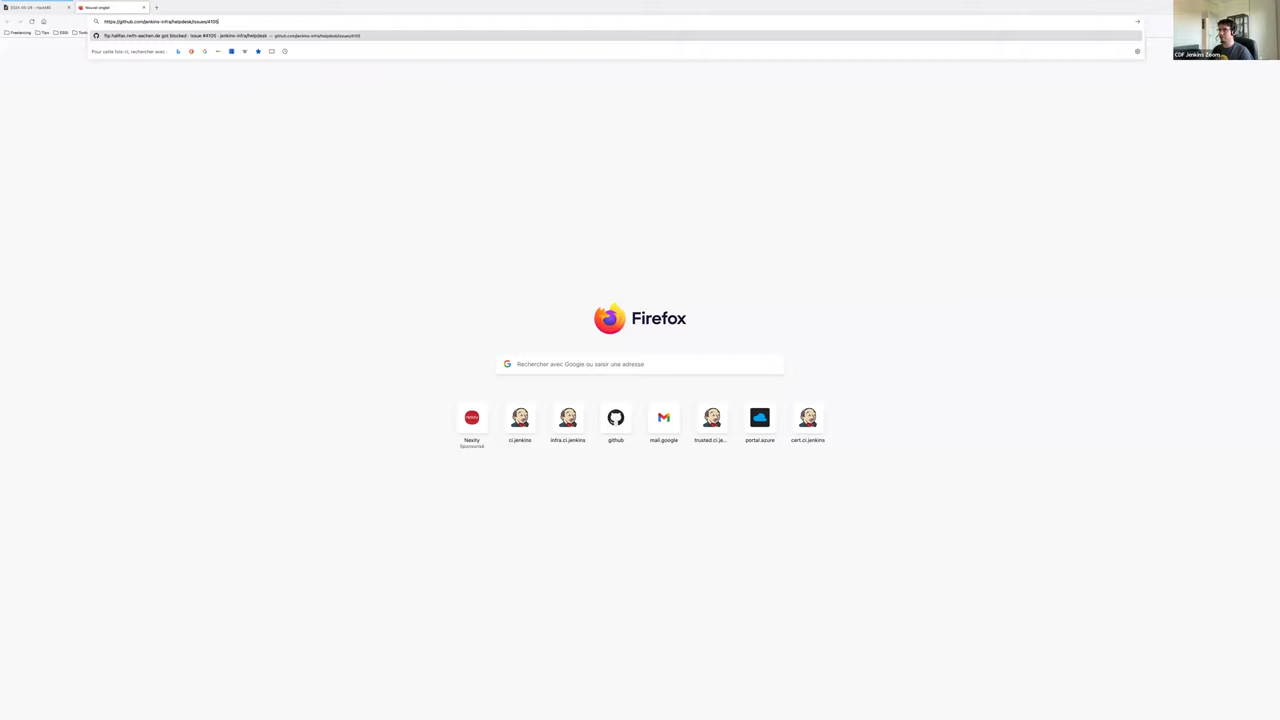 2024-05-28 - HackMD
Nouvel onglet
https://github.com/jenkins-infra/helpdesk/issues/4105
ftp.halifax.rwth-aachen.de got blocked · Issue #4105 · jenkins-infra/helpdesk — github.com/jenkins-infra/helpdesk/issues/4105
Freelancing Tips ESGI Tools
Pour cette fois-ci, rechercher avec :
CDF Jenkins Zoom
Firefox
Rechercher avec Google ou saisir une adresse
Nexity ci.jenkins infra.ci.jenkins github mail.google trusted.ci.je... portal.azure cert.ci.jenkins
Sponsorisé